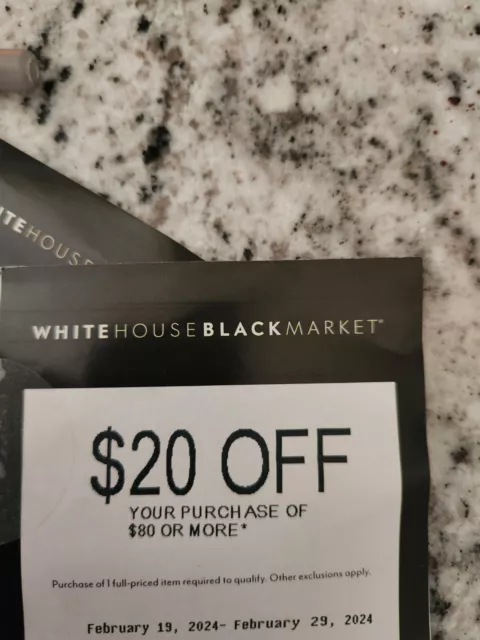 ITEHOUSE
WHITEHOUSEBLACKMARKET
$20 OFF
YOUR PURCHASE OF
$80 OR MORE*
Purchase of 1 full-priced item required to qualify. Other exclusions apply.
February 19, 2024- February 29, 2024